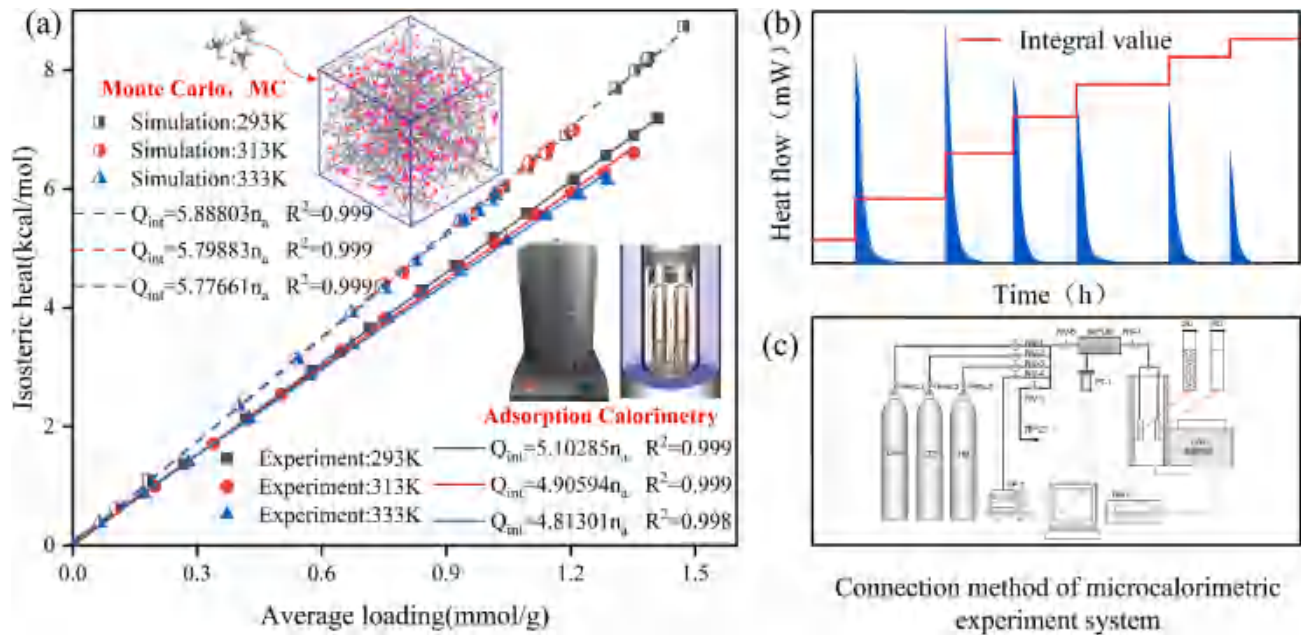 (a)
8
6
4
2
0
Isosteric heat(kcal/mol)
Monte Carlo, MC
Simulation:293K
Simulation:313K
Simulation:333K
Q_int=5.88803n_a R²=0.999
Q_int=5.79883n_a R²=0.999
Q_int=5.77661n_a R²=0.999
Adsorption Calorimetry
Experiment:293K
Experiment:313K
Experiment:333K
Q_int=5.10285n_a R²=0.999
Q_int=4.90594n_a R²=0.999
Q_int=4.81301n_a R²=0.998
0.0 0.3 0.6 0.9 1.2 1.5
Average loading(mmol/g)
(b)
Integral value
Heat flow (mW)
Time (h)
(c)
Connection method of microcalorimetric
experiment system